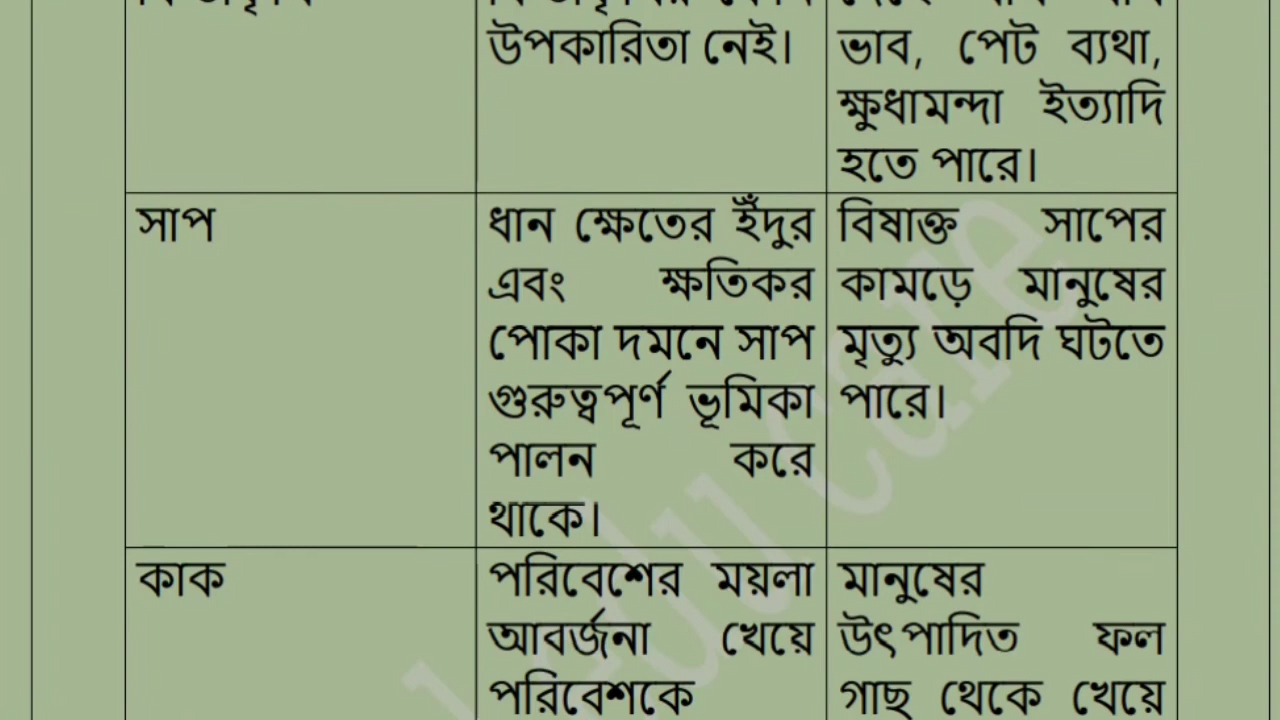 উপকারিতা নেই।
ভাব, পেট ব্যথা,
ক্ষুধামন্দা ইত্যাদি
হতে পারে।
সাপ
ধান ক্ষেতের ইঁদুর
এবং ক্ষতিকর
পোকা দমনে সাপ
গুরুত্বপূর্ণ ভূমিকা
পালন করে
থাকে।
বিষাক্ত সাপের
কামড়ে মানুষের
মৃত্যু অবদি ঘটতে
পারে।
কাক
পরিবেশের ময়লা
আবর্জনা খেয়ে
পরিবেশকে
মানুষের
উৎপাদিত ফল
গাছ থেকে খেয়ে